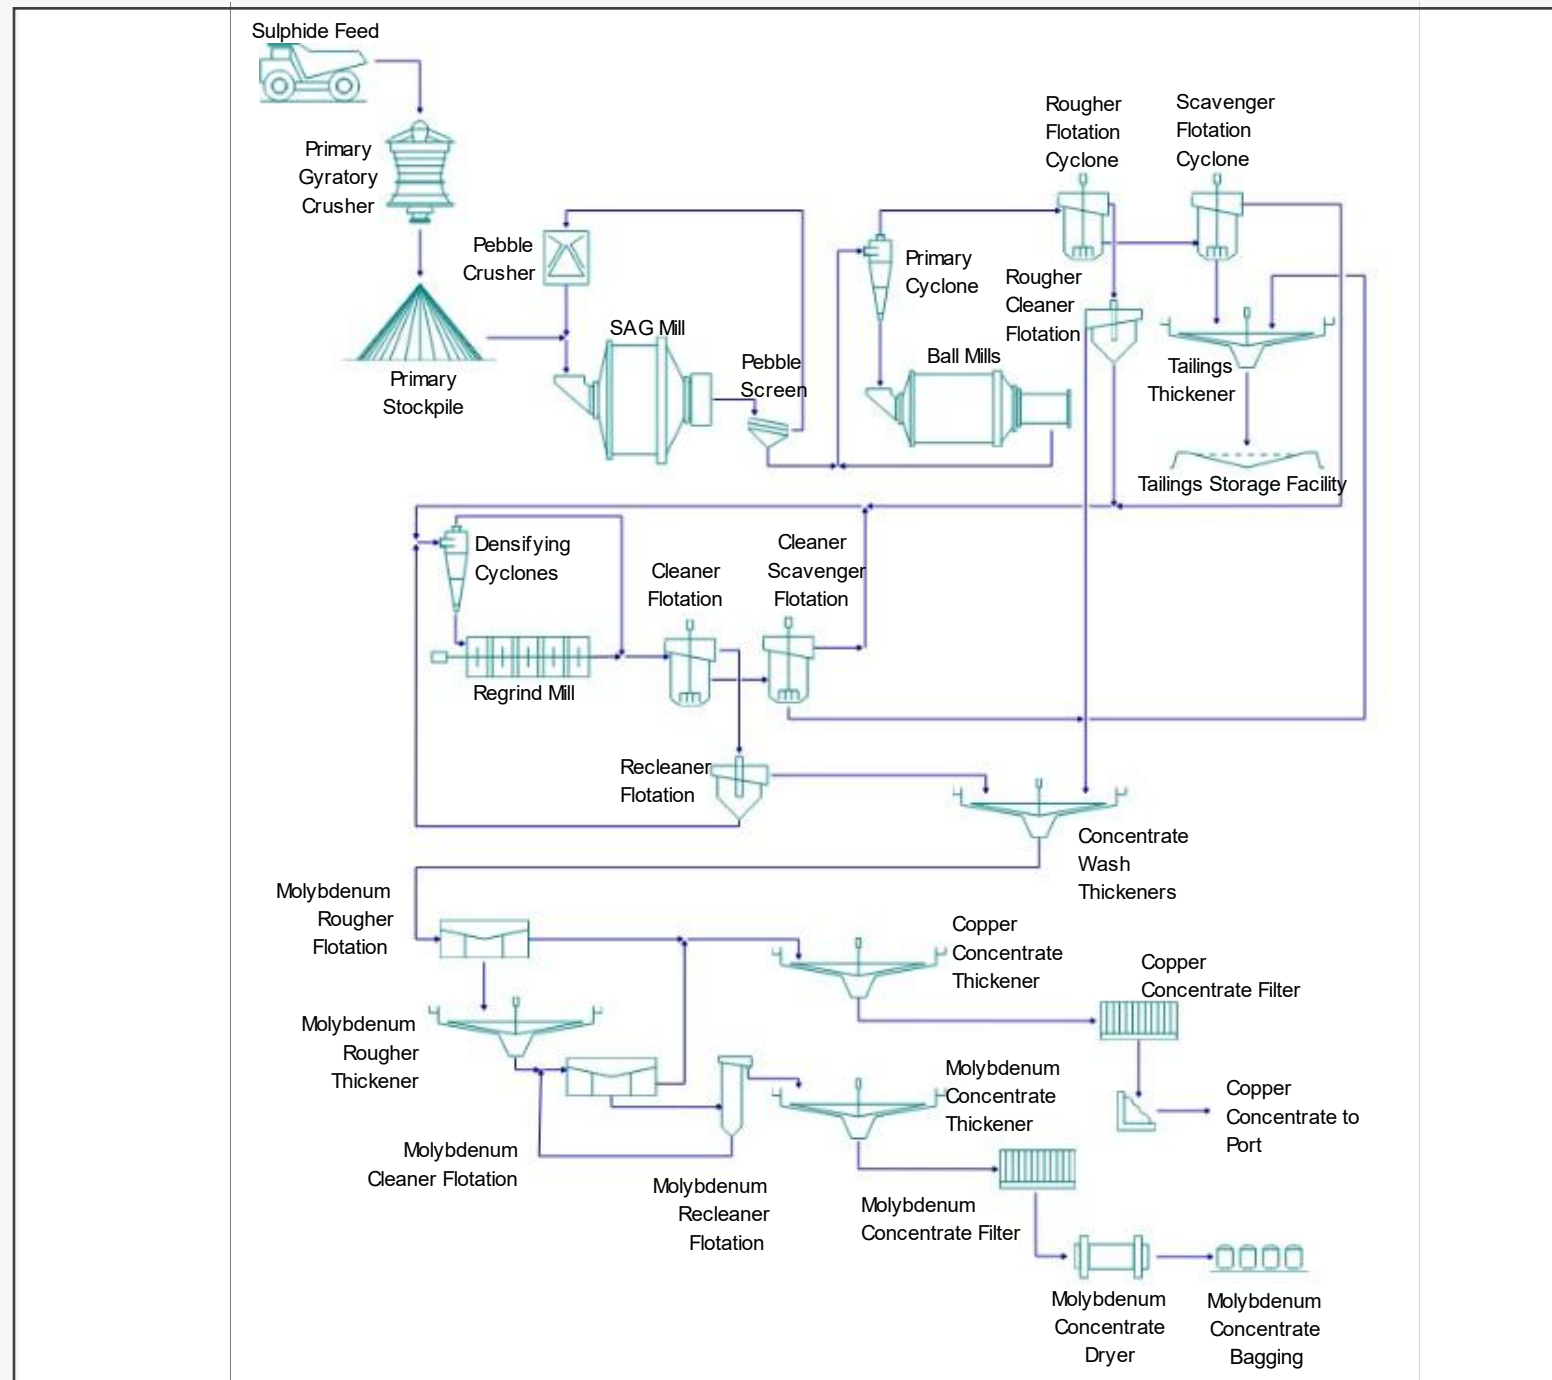 Sulphide Feed
Primary
Gyratory
Crusher
Pebble
Crusher
Primary
Stockpile
SAG Mill
Pebble
Screen
Primary
Cyclone
Ball Mills
Rougher
Flotation
Cyclone
Scavenger
Flotation
Cyclone
Rougher
Cleaner
Flotation
Tailings
Thickener
Tailings Storage Facility
Densifying
Cyclones
Regrind Mill
Cleaner
Flotation
Cleaner
Scavenger
Flotation
Recleaner
Flotation
Concentrate
Wash
Thickeners
Molybdenum
Rougher
Flotation
Molybdenum
Rougher
Thickener
Copper
Concentrate
Thickener
Copper
Concentrate Filter
Copper
Concentrate to
Port
Molybdenum
Cleaner Flotation
Molybdenum
Recleaner
Flotation
Molybdenum
Concentrate
Thickener
Molybdenum
Concentrate Filter
Molybdenum
Concentrate
Dryer
Molybdenum
Concentrate
Bagging